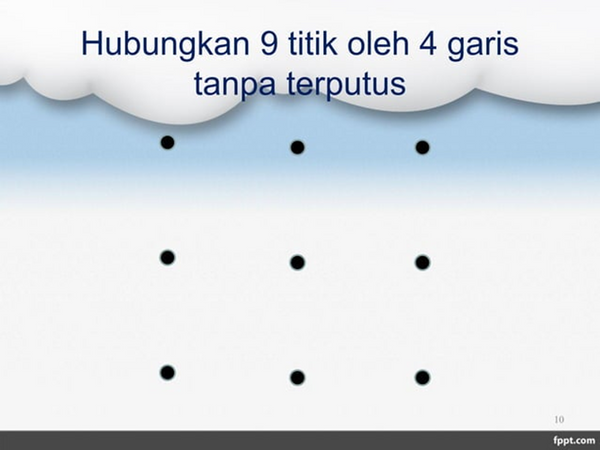 Hubungkan 9 titik oleh 4 garis
tanpa terputus
10
fppt.com